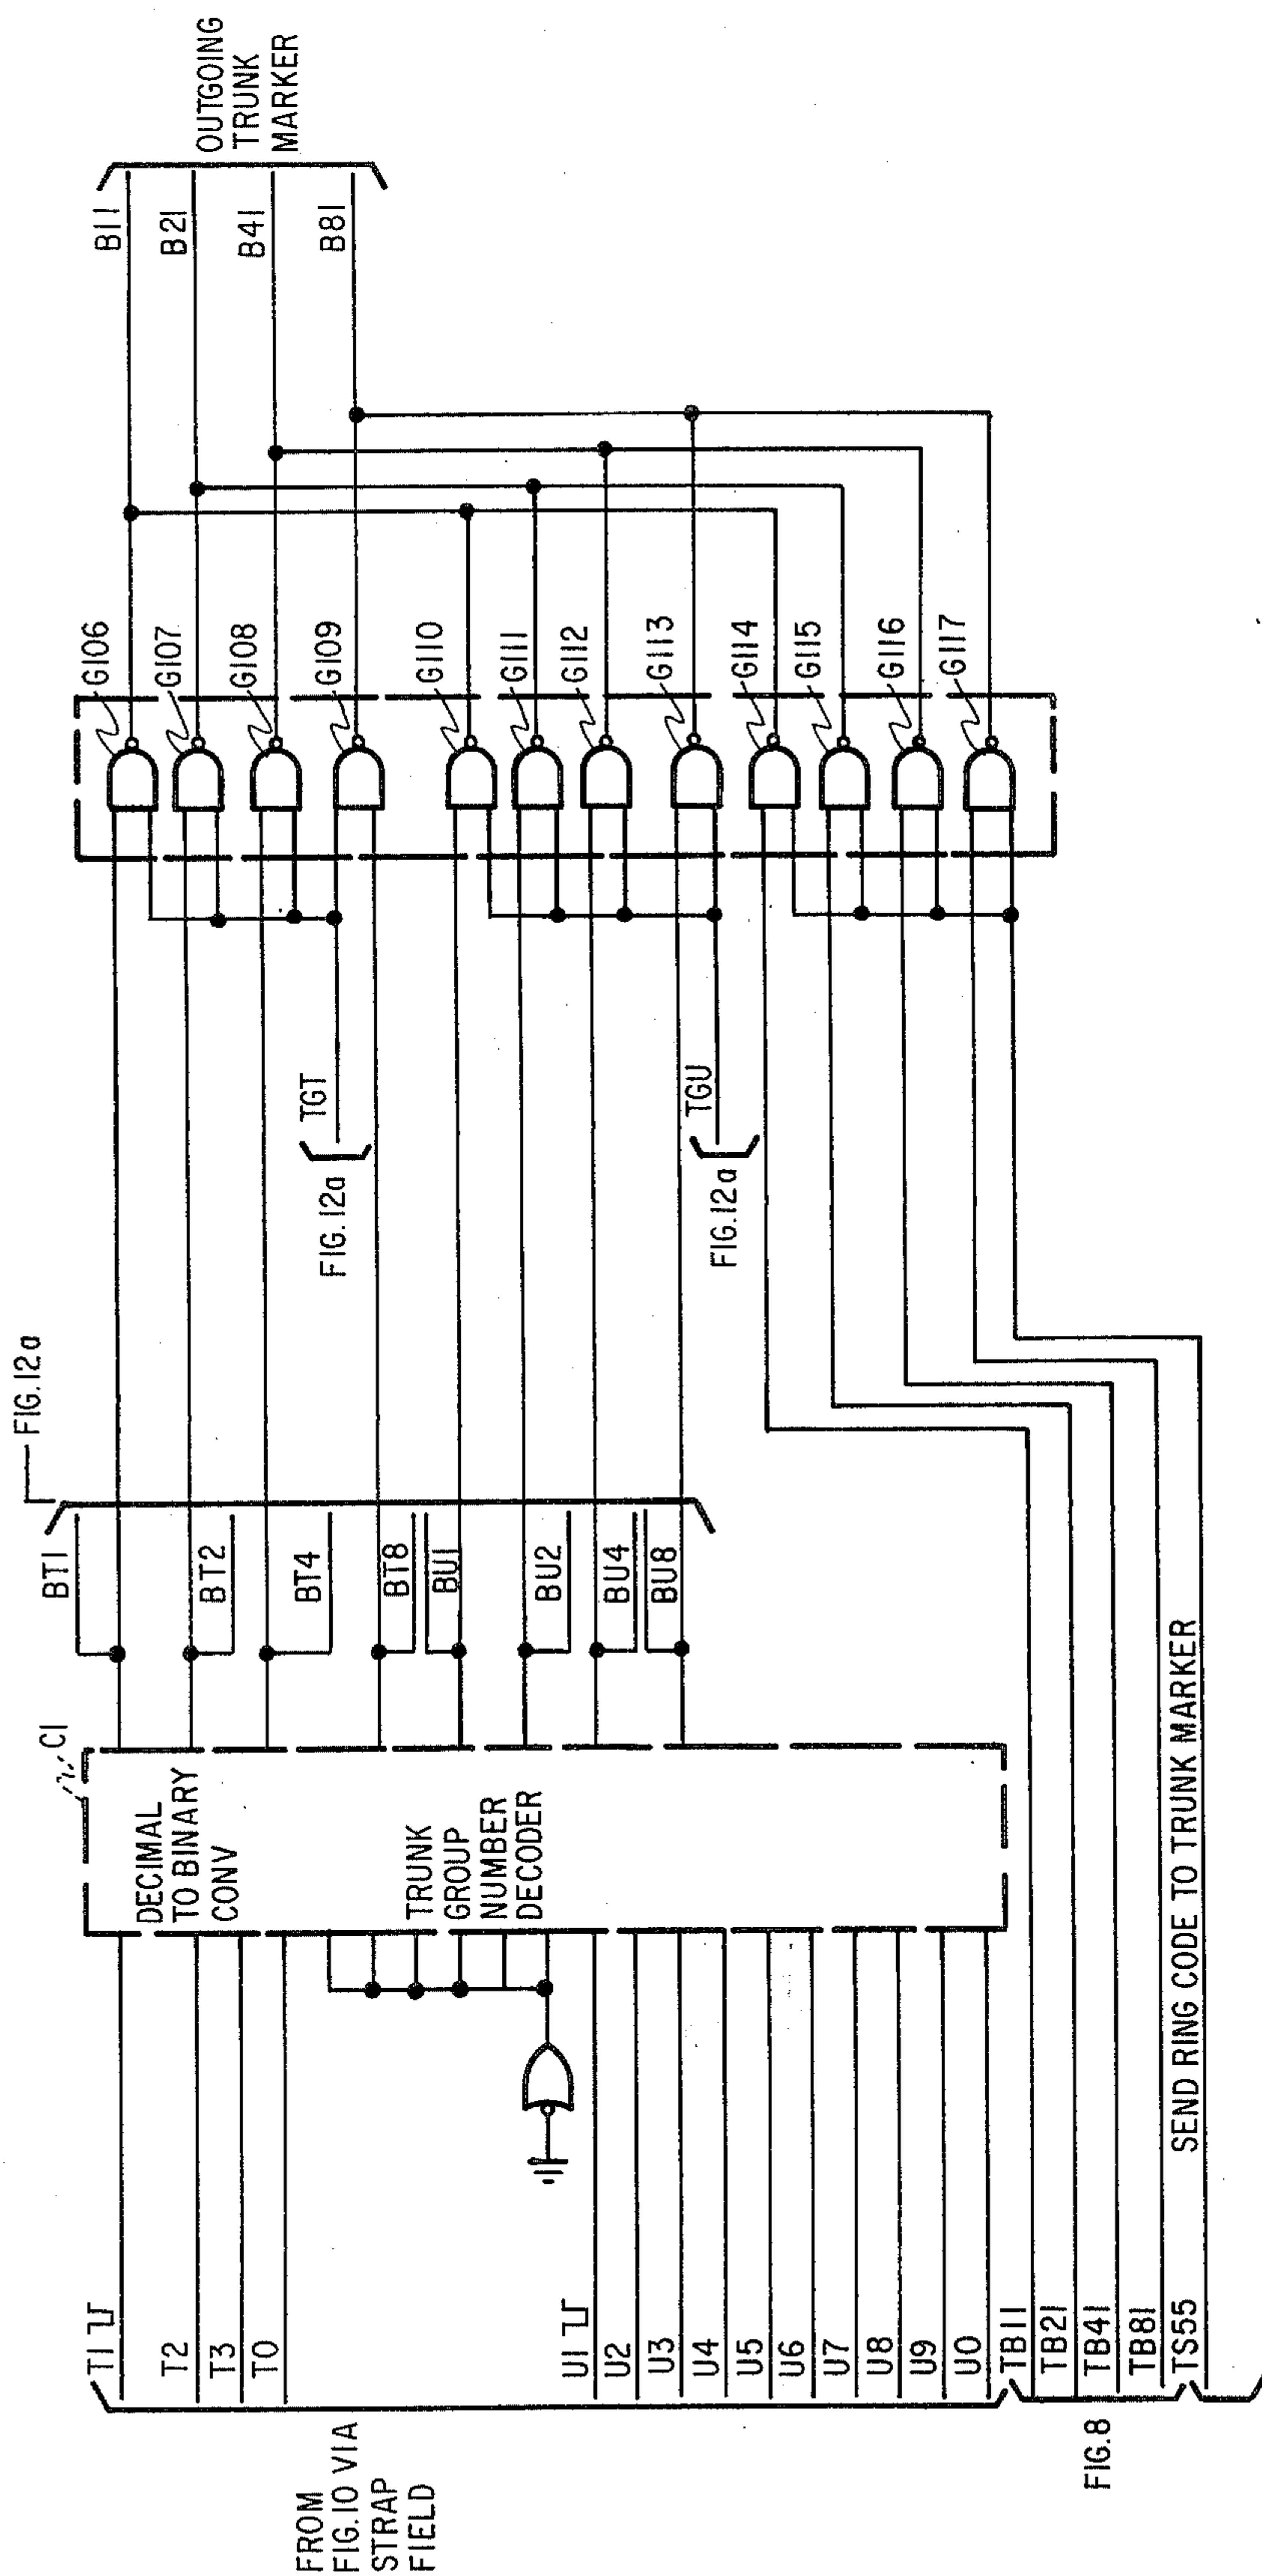 FROM
FIG.10 VIA
STRAP
FIELD
T1
T2
T3
T0
U1
U2
U3
U4
U5
U6
U7
U8
U9
U0
TB11
TB21
TB41
TB81
TS55
FIG.8
SEND RING CODE TO TRUNK MARKER
DECIMAL
TO BINARY
CONV
TRUNK
GROUP
NUMBER
DECODER
C1
FIG.12a
BT1
BT2
BT4
BT8
BU1
BU2
BU4
BU8
TGT
FIG.12a
TGU
FIG.12a
G106
G107
G108
G109
G110
G111
G112
G113
G114
G115
G116
G117
B11
B21
B41
B81
OUTGOING
TRUNK
MARKER